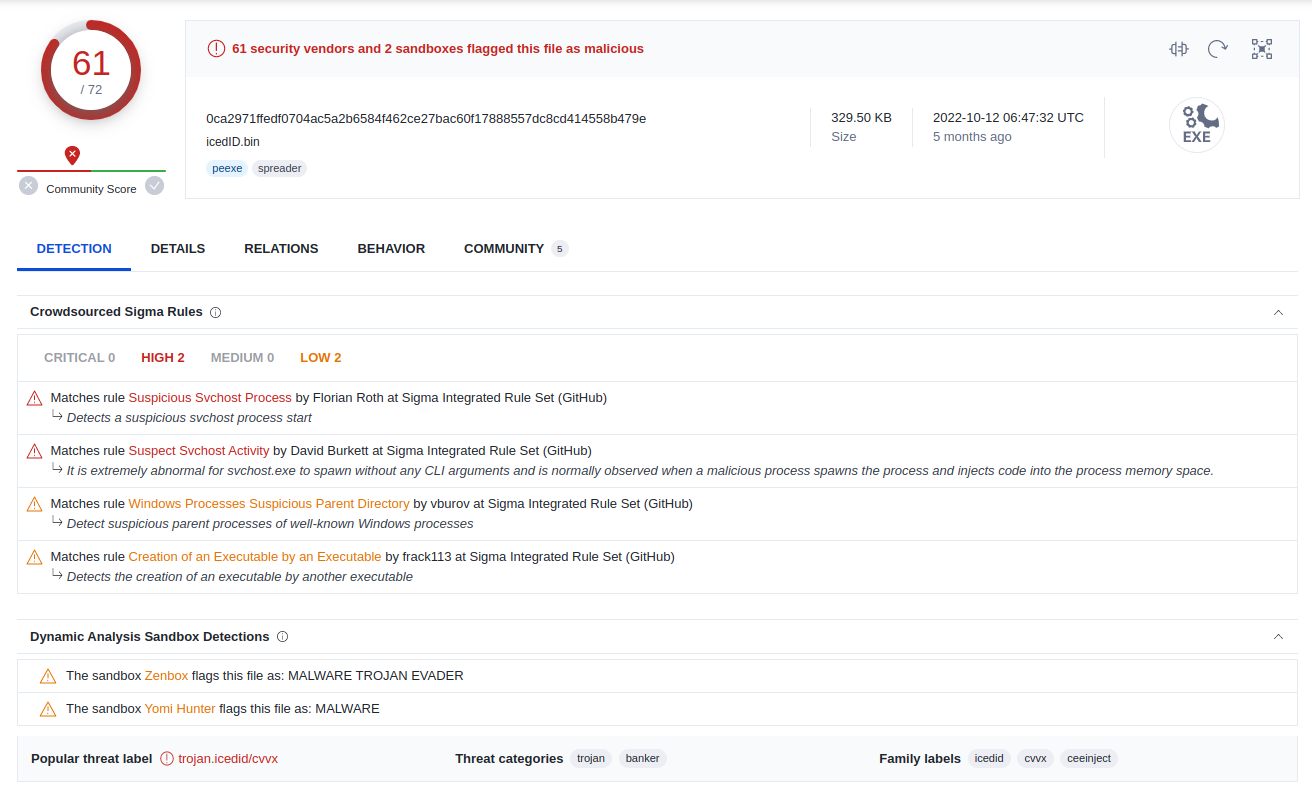 61
/ 72
Community Score
61 security vendors and 2 sandboxes flagged this file as malicious
0ca2971ffedf0704ac5a2b6584f462ce27bac60f17888557dc8cd414558b479e
icedID.bin
peexe spreader
329.50 KB
Size
2022-10-12 06:47:32 UTC
5 months ago
EXE
DETECTION DETAILS RELATIONS BEHAVIOR COMMUNITY 5
Crowdsourced Sigma Rules
CRITICAL 0 HIGH 2 MEDIUM 0 LOW 2
Matches rule Suspicious Svchost Process by Florian Roth at Sigma Integrated Rule Set (GitHub)
Detects a suspicious svchost process start
Matches rule Suspect Svchost Activity by David Burkett at Sigma Integrated Rule Set (GitHub)
It is extremely abnormal for svchost.exe to spawn without any CLI arguments and is normally observed when a malicious process spawns the process and injects code into the process memory space.
Matches rule Windows Processes Suspicious Parent Directory by vburov at Sigma Integrated Rule Set (GitHub)
Detect suspicious parent processes of well-known Windows processes
Matches rule Creation of an Executable by an Executable by frack113 at Sigma Integrated Rule Set (GitHub)
Detects the creation of an executable by another executable
Dynamic Analysis Sandbox Detections
The sandbox Zenbox flags this file as: MALWARE TROJAN EVADER
The sandbox Yomi Hunter flags this file as: MALWARE
Popular threat label trojan.icedid/cvvx Threat categories trojan banker Family labels icedid cvvx ceeinject